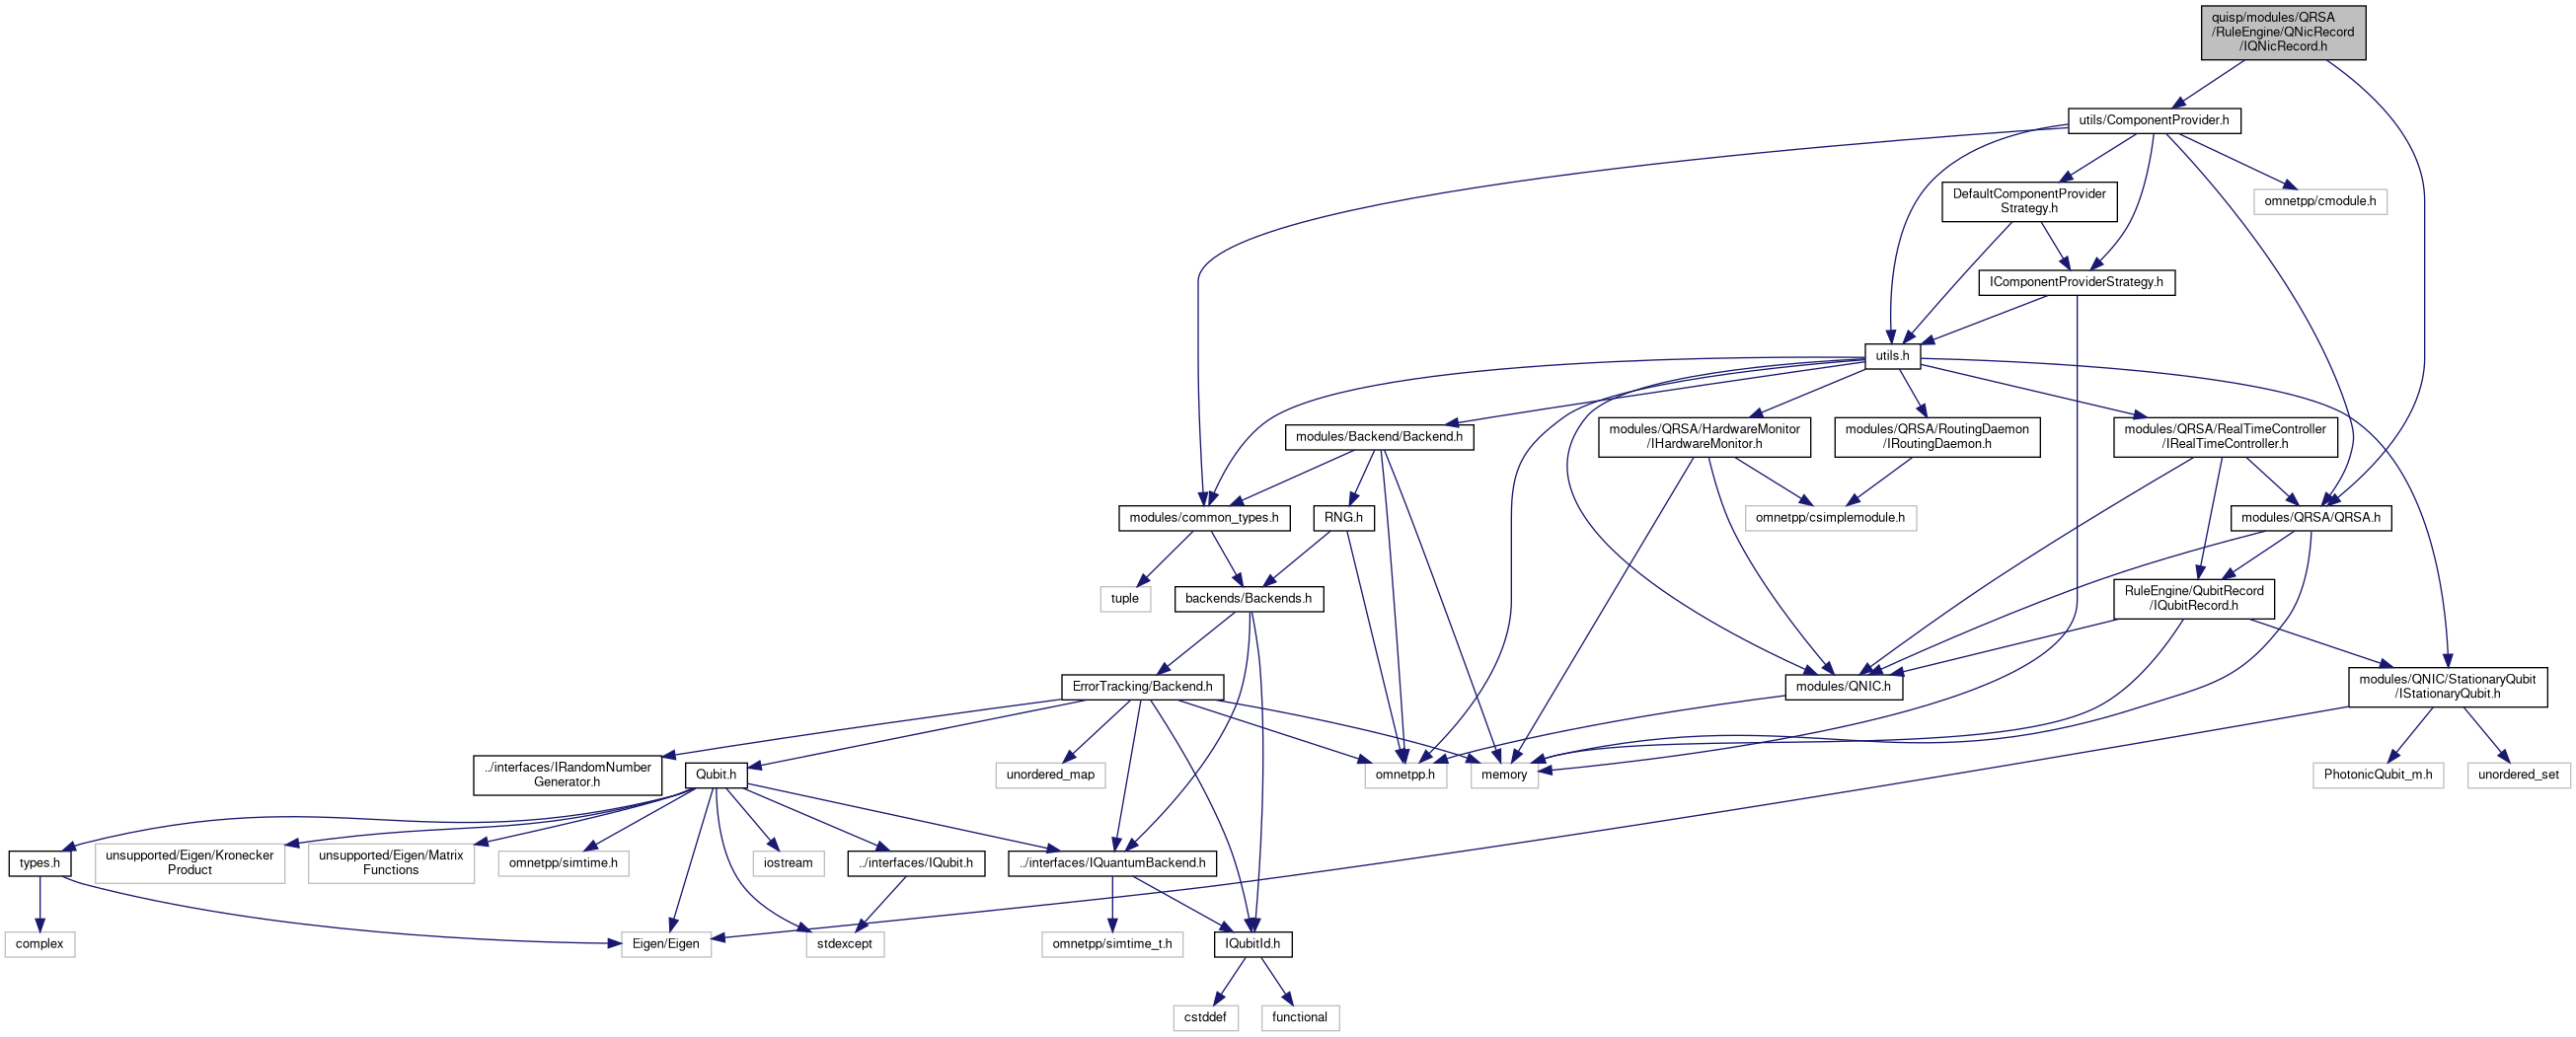 quisp/modules/QRSA
/RuleEngine/QNicRecord
/IQNicRecord.h
utils/ComponentProvider.h
DefaultComponentProvider
Strategy.h
omnetpp/cmodule.h
IComponentProviderStrategy.h
utils.h
modules/Backend/Backend.h
modules/QRSA/HardwareMonitor
/IHardwareMonitor.h
modules/QRSA/RoutingDaemon
/IRoutingDaemon.h
modules/QRSA/RealTimeController
/IRealTimeController.h
modules/common_types.h
RNG.h
omnetpp/csimplemodule.h
modules/QRSA/QRSA.h
tuple
backends/Backends.h
RuleEngine/QubitRecord
/IQubitRecord.h
ErrorTracking/Backend.h
modules/QNIC.h
modules/QNIC/StationaryQubit
/IStationaryQubit.h
../interfaces/IRandomNumber
Generator.h
Qubit.h
unordered_map
omnetpp.h
memory
PhotonicQubit_m.h
unordered_set
types.h
unsupported/Eigen/Kronecker
Product
unsupported/Eigen/Matrix
Functions
omnetpp/simtime.h
iostream
../interfaces/IQubit.h
../interfaces/IQuantumBackend.h
complex
Eigen/Eigen
stdexcept
omnetpp/simtime_t.h
IQubitId.h
cstddef
functional